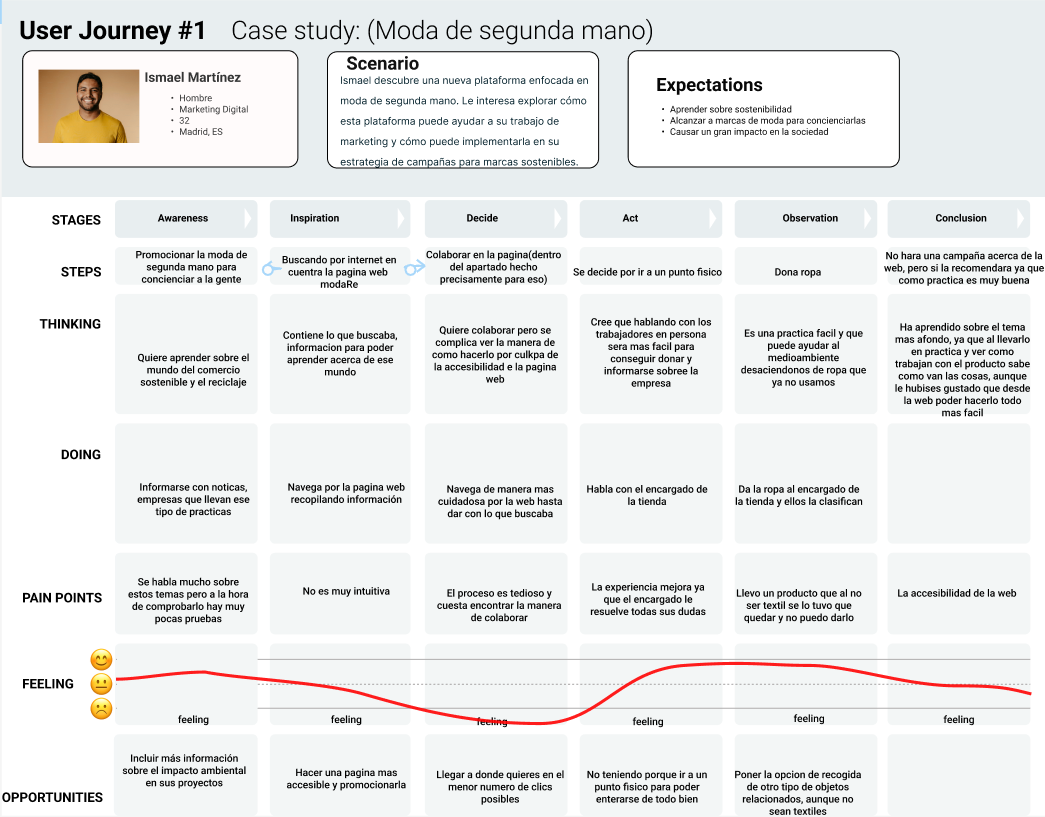 User Journey #1 Case study: (Moda de segunda mano)
Ismael Martínez
• Hombre
• Marketing Digital
• 32
• Madrid, ES
Scenario
Ismael descubre una nueva plataforma enfocada en
moda de segunda mano. Le interesa explorar cómo
esta plataforma puede ayudar a su trabajo de
marketing y cómo puede implementarla en su
estrategia de campañas para marcas sostenibles.
Expectations
• Aprender sobre sostenibilidad
• Alcanzar a marcas de moda para concienciarlas
• Causar un gran impacto en la sociedad
STAGES
Awareness
Inspiration
Decide
Act
Observation
Conclusion
STEPS
Promocionar la moda de
segunda mano para
concienciar a la gente
Buscando por internet en
cuentra la pagina web
modaRe
Colaborar en la pagina(dentro
del apartado hecho
precisamente para eso)
Se decide por ir a un punto fisico
Dona ropa
No hara una campaña acerca de la
web, pero si la recomendara ya que
como practica es muy buena
THINKING
Quiere aprender sobre el
mundo del comercio
sostenible y el reciclaje
Contiene lo que buscaba,
informacion para poder
aprender acerca de ese
mundo
Quiere colaborar pero se
complica ver la manera de
como hacerlo por culkpa de
la accesibilidad e la pagina
web
Cree que hablando con los
trabajadores en persona
sera mas facil para
conseguir donar y
informarse sobree la
empresa
Es una practica facil y que
puede ayudar al
medioambiente
desaciendonos de ropa que
ya no usamos
Ha aprendido sobre el tema
mas afondo, ya que al llevarlo
en practica y ver como
trabajan con el producto sabe
como van las cosas, aunque
le hubises gustado que desde
la web poder hacerlo todo
mas facil
DOING
Informarse con noticas,
empresas que llevan ese
tipo de practicas
Navega por la pagina web
recopilando información
Navega de manera mas
cuidadosa por la web hasta
dar con lo que buscaba
Habla con el encargado de
la tienda
Da la ropa al encargado de
la tienda y ellos la clasifican
PAIN POINTS
Se habla mucho sobre
estos temas pero a la hora
de comprobarlo hay muy
pocas pruebas
No es muy intuitiva
El proceso es tedioso y
cuesta encontrar la manera
de colaborar
La experiencia mejora ya
que el encargado le
resuelve todas sus dudas
Llevo un producto que al no
ser textil se lo tuvo que
quedar y no puedo darlo
La accesibilidad de la web
FEELING
feeling
feeling
feeling
feeling
feeling
feeling
OPPORTUNITIES
Incluir más información
sobre el impacto ambiental
en sus proyectos
Hacer una pagina mas
accesible y promocionarla
Llegar a donde quieres en el
menor numero de clics
posibles
No teniendo porque ir a un
punto fisico para poder
enterarse de todo bien
Poner la opcion de recogida
de otro tipo de objetos
relacionados, aunque no
sean textiles